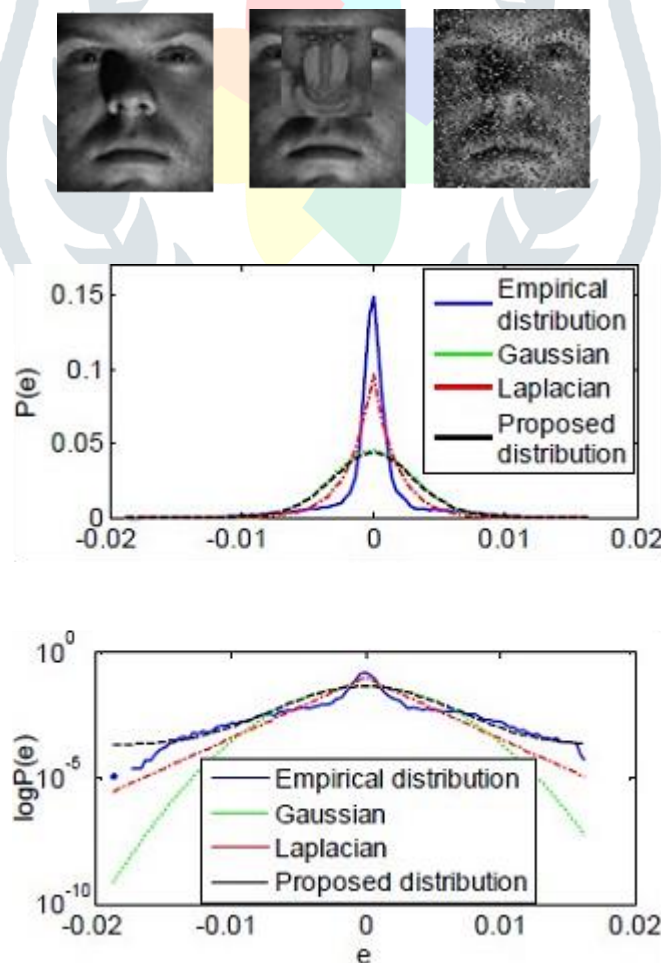 0.15
0.1
0.05
0
P(e)
-0.02 -0.01 0 0.01 0.02
Empirical
distribution
Gaussian
Laplacian
Proposed
distribution
10^0
10^-5
10^-10
logP(e)
-0.02 -0.01 0 0.01 0.02
e
Empirical distribution
Gaussian
Laplacian
Proposed distribution